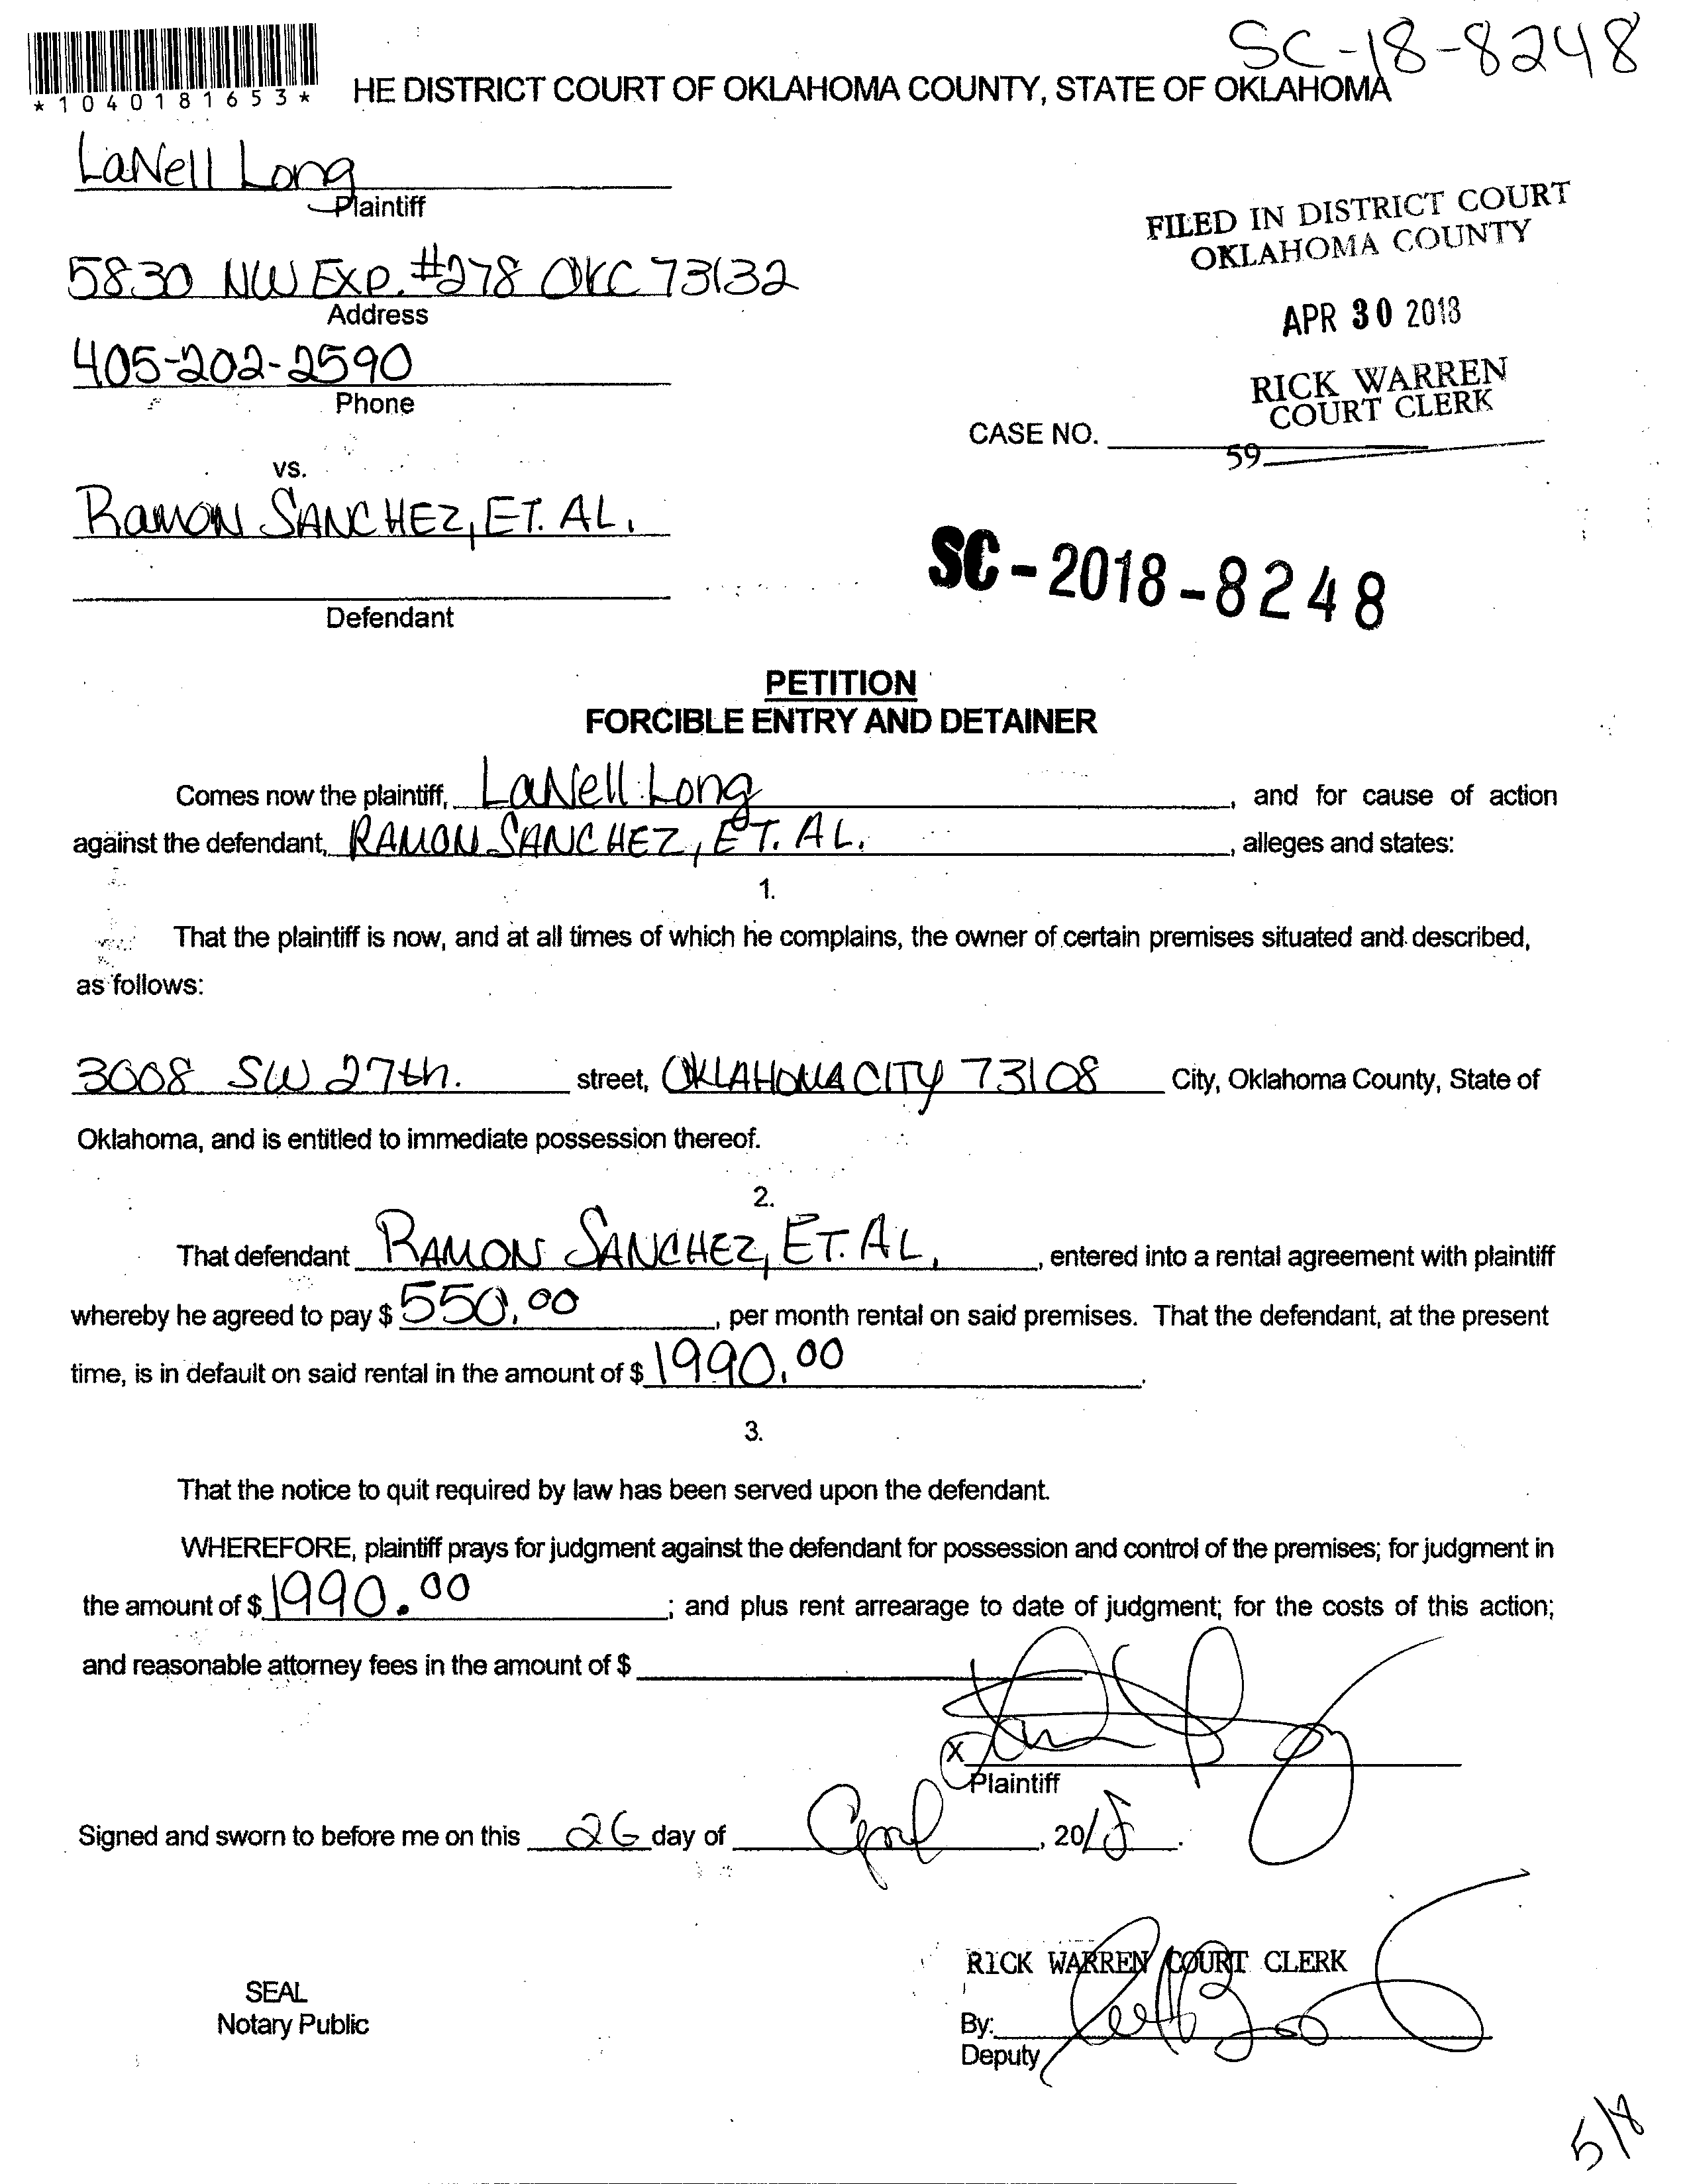 SC-18-8248
*1040181653*
HE DISTRICT COURT OF OKLAHOMA COUNTY, STATE OF OKLAHOMA
LaNell Long
Plaintiff
FILED IN DISTRICT COURT
OKLAHOMA COUNTY
5830 NW Exp. #278 OKC 73132
Address
APR 30 2018
405-202-2590
Phone
RICK WARREN
COURT CLERK
CASE NO.
59
vs.
RAMON SANCHEZ, ET. AL.
SC-2018-8248
Defendant
PETITION
FORCIBLE ENTRY AND DETAINER
Comes now the plaintiff, LaNell Long, and for cause of action
against the defendant, RAMON SANCHEZ, ET. AL., alleges and states:
1.
That the plaintiff is now, and at all times of which he complains, the owner of certain premises situated and described,
as follows:
3008 SW 27th. street, OKLAHOMA CITY 73108 City, Oklahoma County, State of
Oklahoma, and is entitled to immediate possession thereof.
2.
That defendant RAMON SANCHEZ, ET. AL., entered into a rental agreement with plaintiff
whereby he agreed to pay $ 550.00, per month rental on said premises. That the defendant, at the present
time, is in default on said rental in the amount of $ 1990.00.
3.
That the notice to quit required by law has been served upon the defendant.
WHEREFORE, plaintiff prays for judgment against the defendant for possession and control of the premises; for judgment in
the amount of $ 1990.00; and plus rent arrearage to date of judgment; for the costs of this action;
and reasonable attorney fees in the amount of $
X
Plaintiff
Signed and sworn to before me on this 26 day of April, 2018.
RICK WARREN COURT CLERK
SEAL
Notary Public
By:
Deputy
5/8